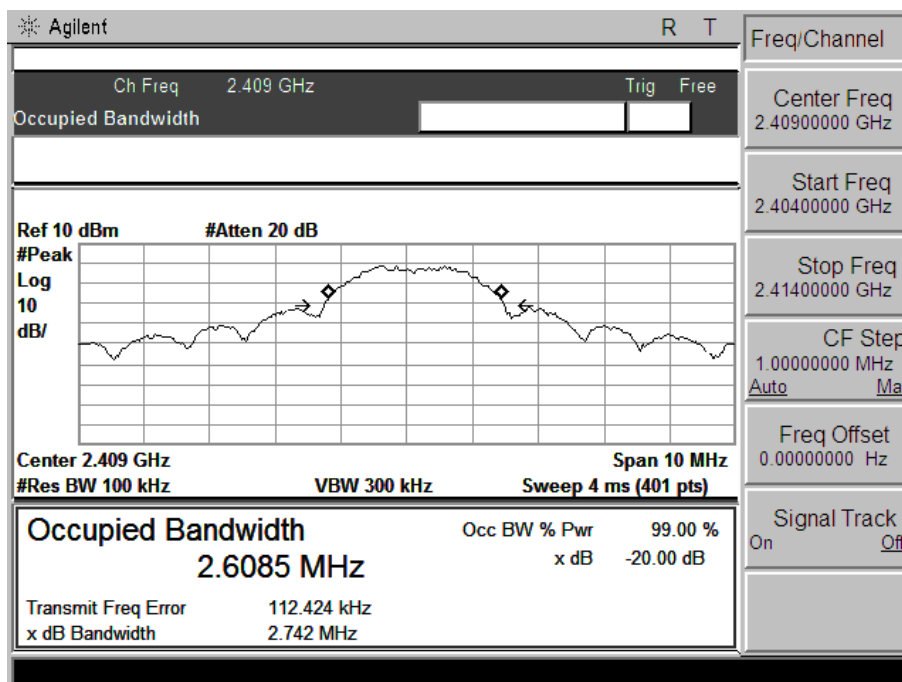 Agilent
R T
Freq/Channel
Ch Freq 2.409 GHz Trig Free
Occupied Bandwidth
Center Freq
2.40900000 GHz
Start Freq
2.40400000 GHz
Stop Freq
2.41400000 GHz
CF Step
1.00000000 MHz
Auto Ma
Freq Offset
0.00000000 Hz
Signal Track
On Off
Ref 10 dBm #Atten 20 dB
#Peak
Log
10
dB/
Center 2.409 GHz Span 10 MHz
#Res BW 100 kHz VBW 300 kHz Sweep 4 ms (401 pts)
Occupied Bandwidth Occ BW % Pwr 99.00 %
2.6085 MHz x dB -20.00 dB
Transmit Freq Error 112.424 kHz
x dB Bandwidth 2.742 MHz